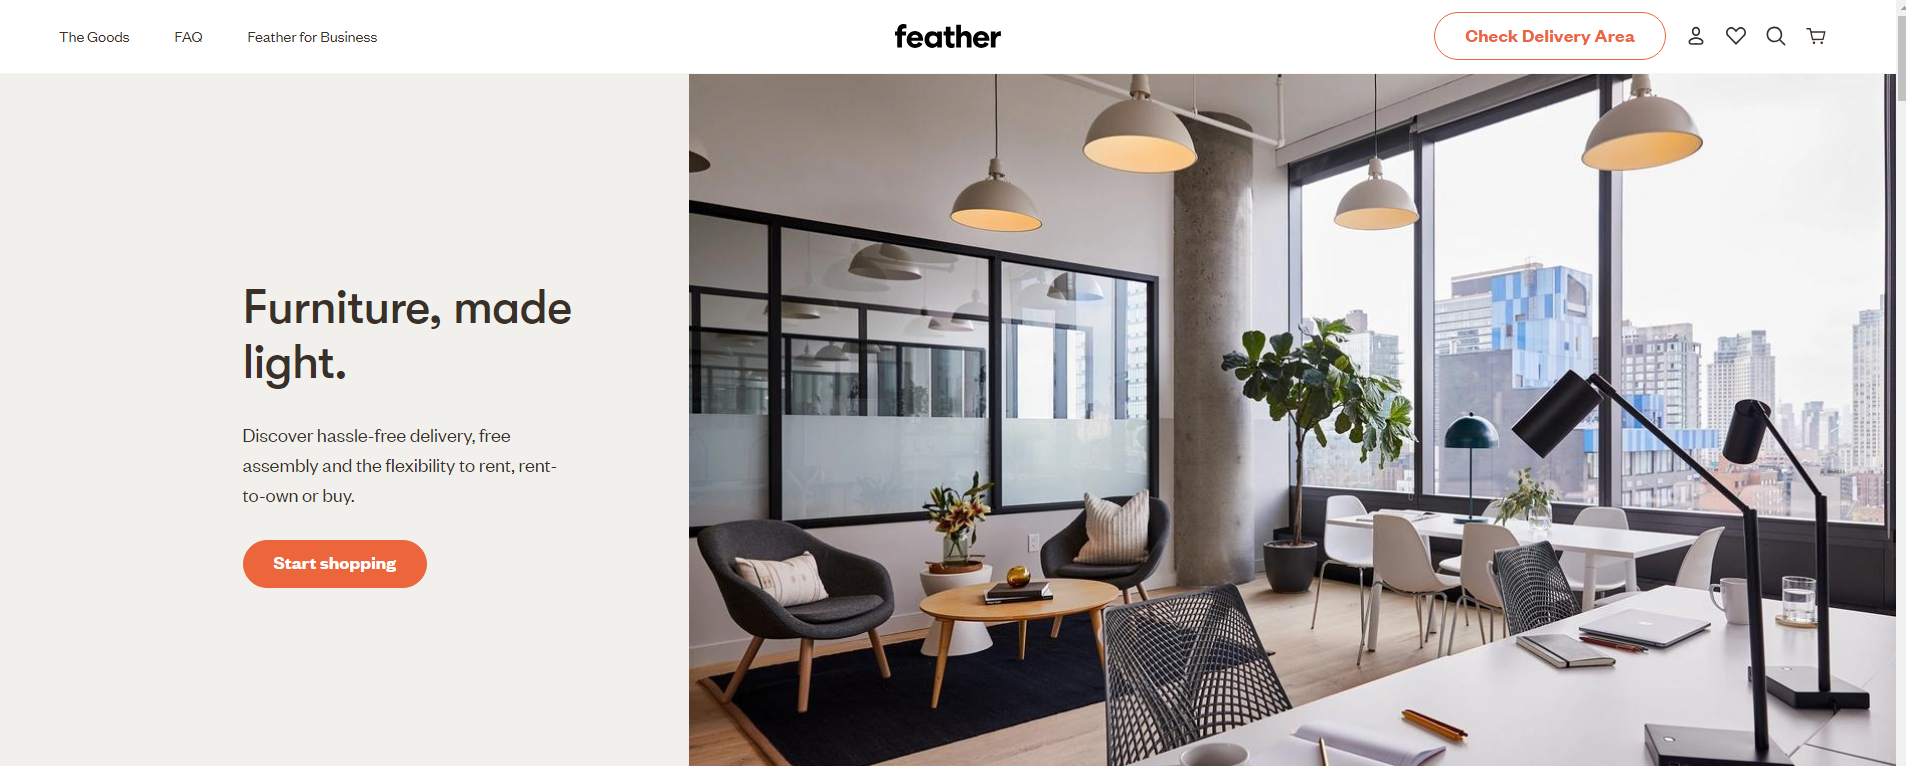 The Goods
FAQ
Feather for Business
feather
Check Delivery Area
Furniture, made
light.
Discover hassle-free delivery, free
assembly and the flexibility to rent, rent-
to-own or buy.
Start shopping